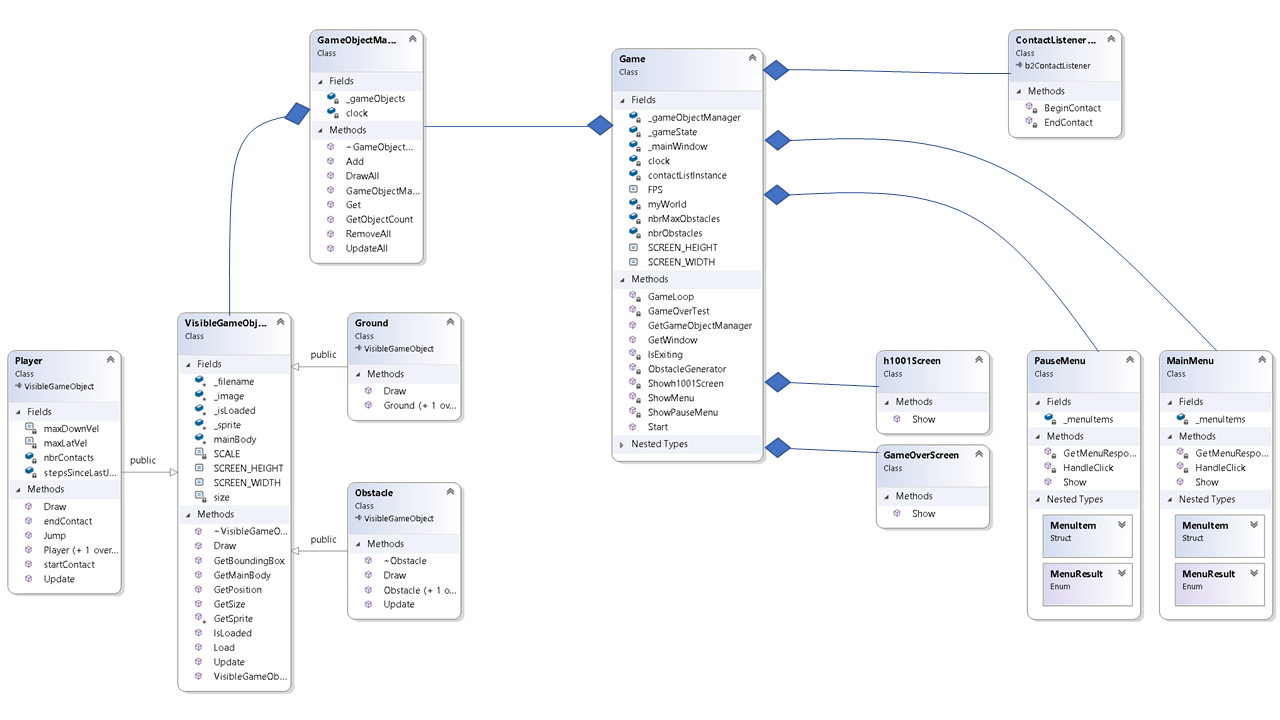 GameObjectMa...
Class
Fields
_gameObjects
clock
Methods
~GameObject...
Add
DrawAll
GameObjectMa...
Get
GetObjectCount
RemoveAll
UpdateAll
Game
Class
Fields
_gameObjectManager
_gameState
_mainWindow
clock
contactListInstance
FPS
myWorld
nbrMaxObstacles
nbrObstacles
SCREEN_HEIGHT
SCREEN_WIDTH
Methods
GameLoop
GameOverTest
GetGameObjectManager
GetWindow
IsExiting
ObstacleGenerator
Showh1001Screen
ShowMenu
ShowPauseMenu
Start
Nested Types
ContactListener...
Class
b2ContactListener
Methods
BeginContact
EndContact
Player
Class
VisibleGameObject
Fields
maxDownVel
maxLatVel
nbrContacts
stepsSinceLastJ...
Methods
Draw
endContact
Jump
Player (+ 1 over...
startContact
Update
public
VisibleGameObj...
Class
Fields
_filename
_image
_isLoaded
_sprite
mainBody
SCALE
SCREEN_HEIGHT
SCREEN_WIDTH
size
Methods
~VisibleGameO...
Draw
GetBoundingBox
GetMainBody
GetPosition
GetSize
GetSprite
IsLoaded
Load
Update
VisibleGameOb...
public
Ground
Class
VisibleGameObject
Methods
Draw
Ground (+ 1 ov...
public
Obstacle
Class
VisibleGameObject
Methods
~Obstacle
Draw
Obstacle (+ 1 o...
Update
h1001Screen
Class
Methods
Show
GameOverScreen
Class
Methods
Show
PauseMenu
Class
Fields
_menuItems
Methods
GetMenuRespo...
HandleClick
Show
Nested Types
MenuItem
Struct
MenuResult
Enum
MainMenu
Class
Fields
_menuItems
Methods
GetMenuRespo...
HandleClick
Show
Nested Types
MenuItem
Struct
MenuResult
Enum